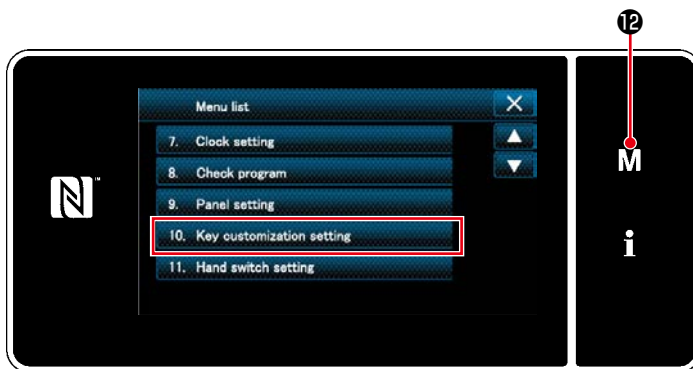 ⓬
Menu list
7. Clock setting
8. Check program
9. Panel setting
10. Key customization setting
11. Hand switch setting
M
i
N™